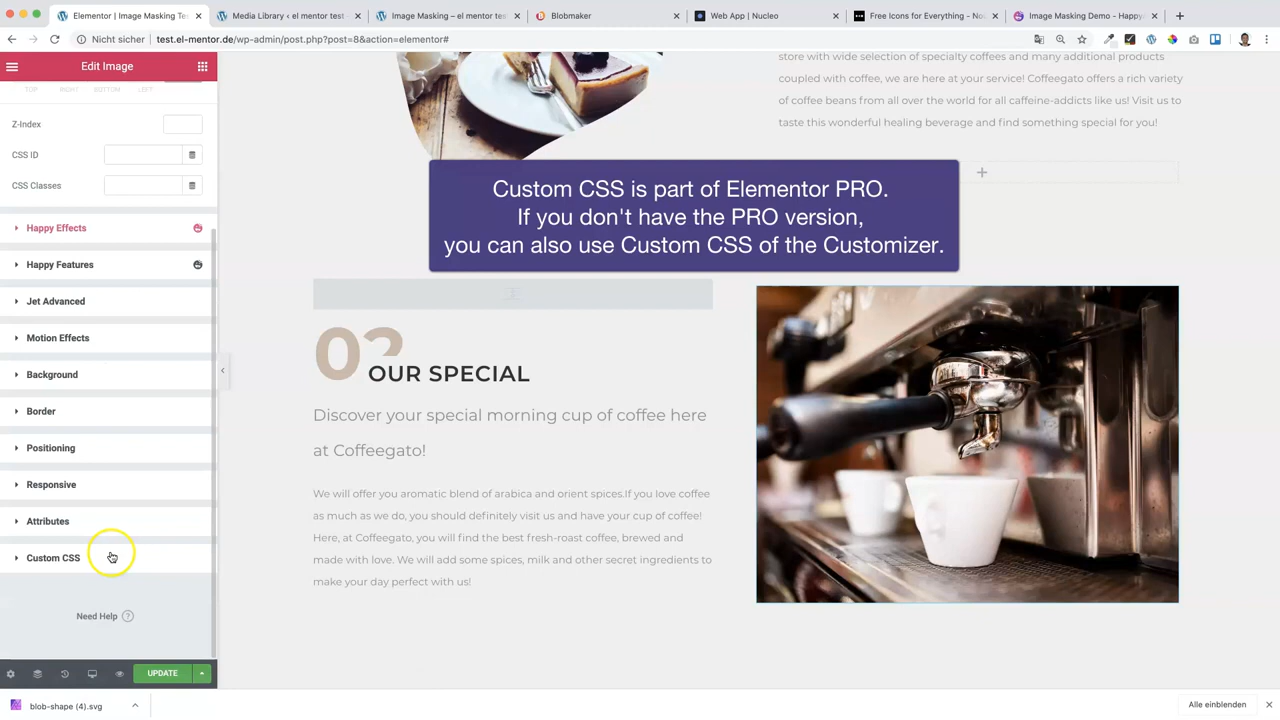 Elementor | Image Masking Tes
Media Library ‹ el mentor test
Image Masking – el mentor test
Blobmaker
Web App | Nucleo
Free Icons for Everything - No
Image Masking Demo - Happy
Nicht sicher
test.el-mentor.de/wp-admin/post.php?post=8&action=elementor#
Edit Image
TOP RIGHT BOTTOM LEFT
Z-Index
CSS ID
CSS Classes
Happy Effects
Happy Features
Jet Advanced
Motion Effects
Background
Border
Positioning
Responsive
Attributes
Custom CSS
Need Help ?
UPDATE
store with wide selection of specialty coffees and many additional products
coupled with coffee, we are here at your service! Coffeegato offers a rich variety
of coffee beans from all over the world for all caffeine-addicts like us! Visit us to
taste this wonderful healing beverage and find something special for you!
Custom CSS is part of Elementor PRO.
If you don't have the PRO version,
you can also use Custom CSS of the Customizer.
02
OUR SPECIAL
Discover your special morning cup of coffee here
at Coffeegato!
We will offer you aromatic blend of arabica and orient spices.If you love coffee
as much as we do, you should definitely visit us and have your cup of coffee!
Here, at Coffeegato, you will find the best fresh-roast coffee, brewed and
made with love. We will add some spices, milk and other secret ingredients to
make your day perfect with us!
blob-shape (4).svg
Alle einblenden